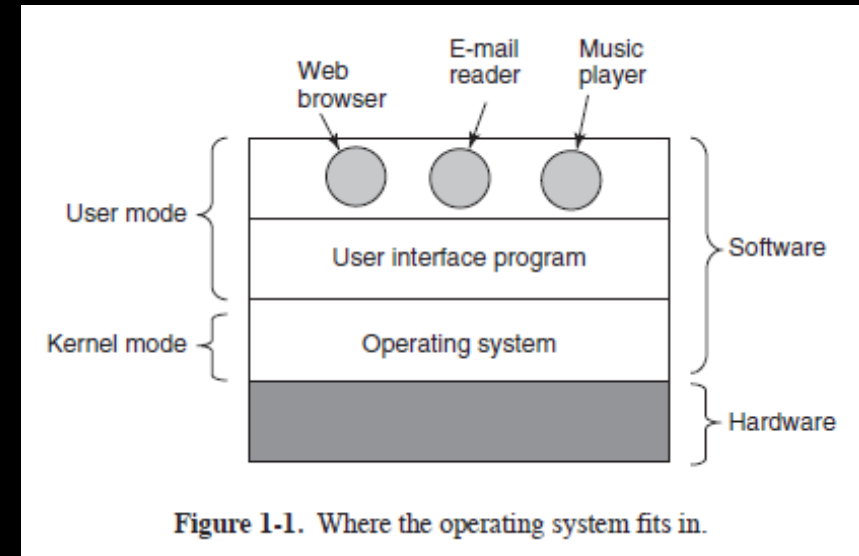 Web
browser
E-mail
reader
Music
player
User mode
User interface program
Software
Kernel mode
Operating system
Hardware
Figure 1-1. Where the operating system fits in.